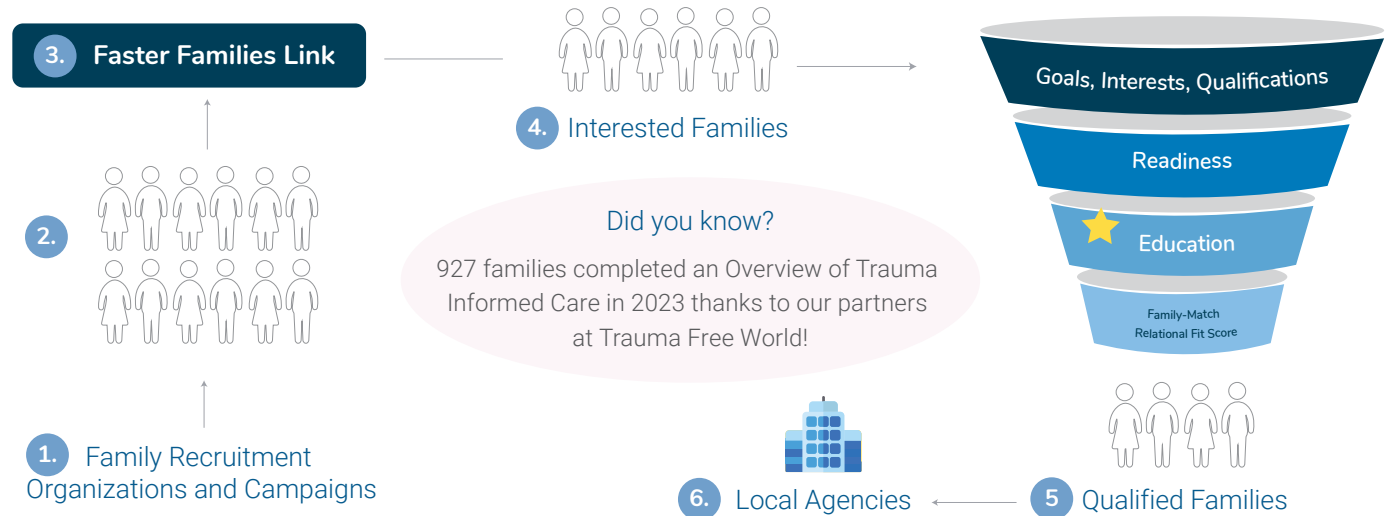 3. Faster Families Link
4. Interested Families
Goals, Interests, Qualifications
Readiness
Education
Family-Match
Relational Fit Score
2.
Did you know?
927 families completed an Overview of Trauma
Informed Care in 2023 thanks to our partners
at Trauma Free World!
1. Family Recruitment
Organizations and Campaigns
6. Local Agencies
5 Qualified Families